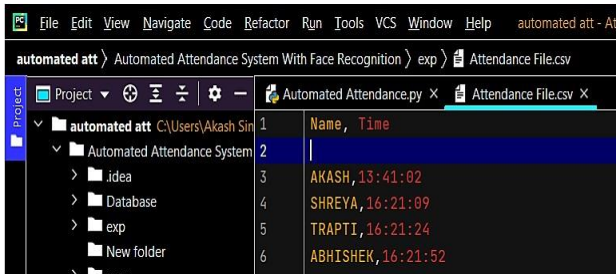 PC File Edit View Navigate Code Refactor Run Tools VCS Window Help automated att - At
automated att 〉 Automated Attendance System With Face Recognition 〉 exp 〉 Attendance File.csv
Project
Project
Automated Attendance.py × Attendance File.csv ×
automated att C:\Users\Akash Sin
Automated Attendance System
.idea
Database
exp
New folder
1 Name, Time
2
3 AKASH,13:41:02
4 SHREYA,16:21:09
5 TRAPTI,16:21:24
6 ABHISHEK,16:21:52